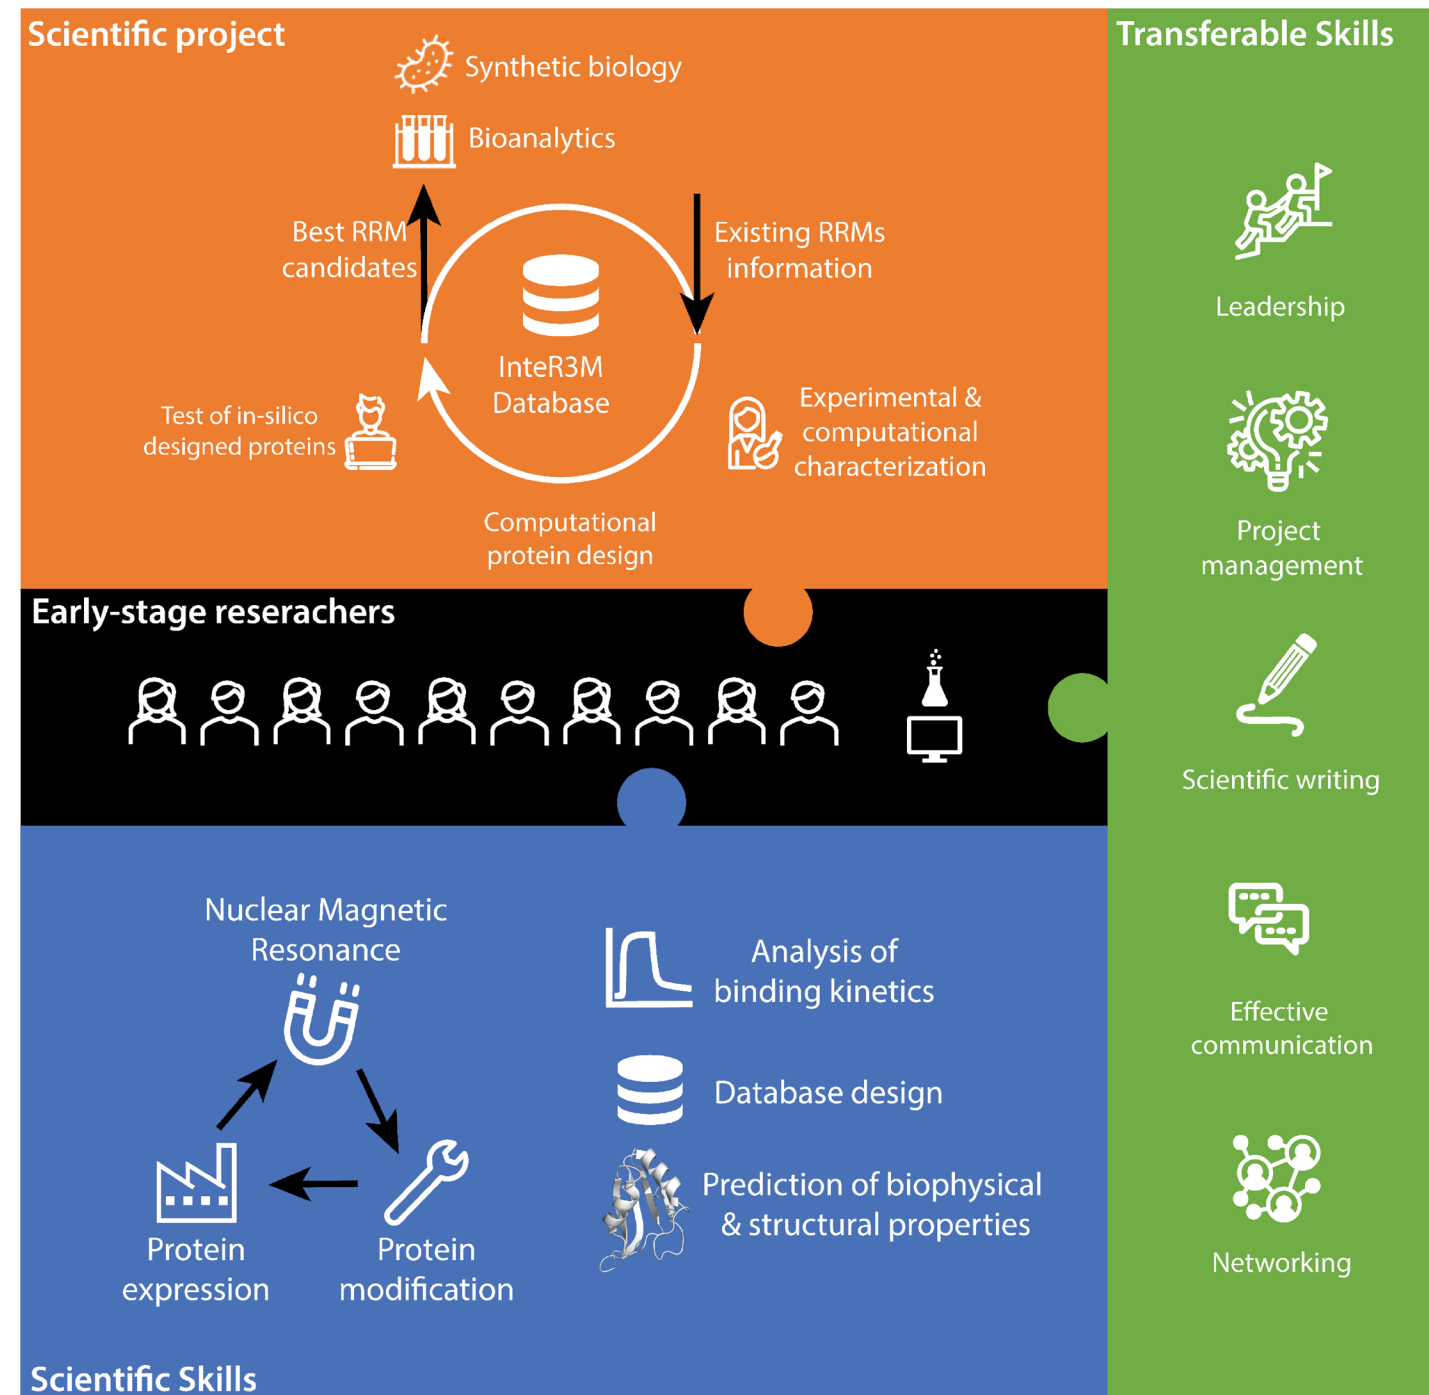 Scientific project
Synthetic biology
Bioanalytics
Best RRM
candidates
Existing RRMs
information
InteR3M
Database
Test of in-silico
designed proteins
Experimental &
computational
characterization
Computational
protein design
Early-stage reserachers
Nuclear Magnetic
Resonance
Protein
expression
Protein
modification
Analysis of
binding kinetics
Database design
Prediction of biophysical
& structural properties
Scientific Skills
Transferable Skills
Leadership
Project
management
Scientific writing
Effective
communication
Networking